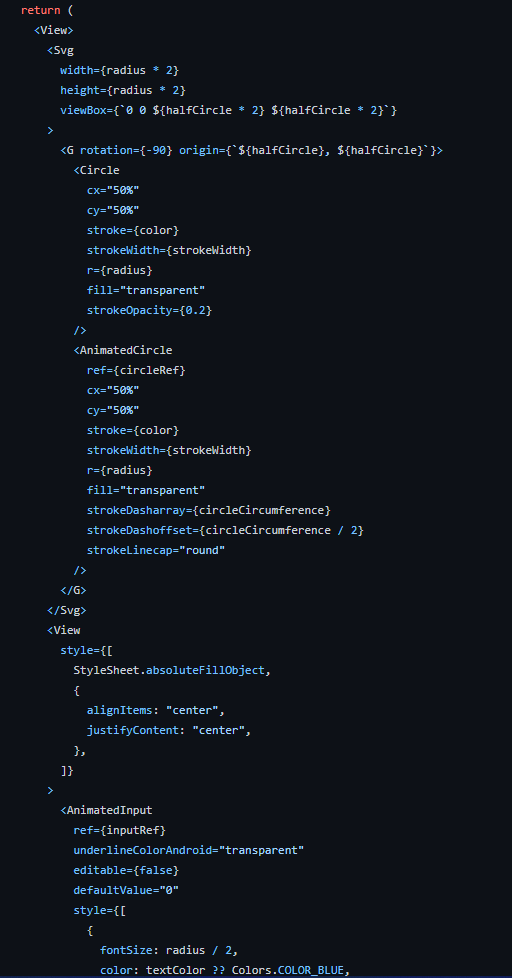 return (
<View>
<Svg
width={radius * 2}
height={radius * 2}
viewBox={`0 0 ${halfCircle * 2} ${halfCircle * 2}`}
>
<G rotation={-90} origin={`${halfCircle}, ${halfCircle}`}>
<Circle
cx="50%"
cy="50%"
stroke={color}
strokeWidth={strokeWidth}
r={radius}
fill="transparent"
strokeOpacity={0.2}
/>
<AnimatedCircle
ref={circleRef}
cx="50%"
cy="50%"
stroke={color}
strokeWidth={strokeWidth}
r={radius}
fill="transparent"
strokeDasharray={circleCircumference}
strokeDashoffset={circleCircumference / 2}
strokeLinecap="round"
/>
</G>
</Svg>
<View
style={[
StyleSheet.absoluteFillObject,
{
alignItems: "center",
justifyContent: "center",
},
]}
>
<AnimatedInput
ref={inputRef}
underlineColorAndroid="transparent"
editable={false}
defaultValue="0"
style={[
{
fontSize: radius / 2,
color: textColor ?? Colors.COLOR_BLUE,